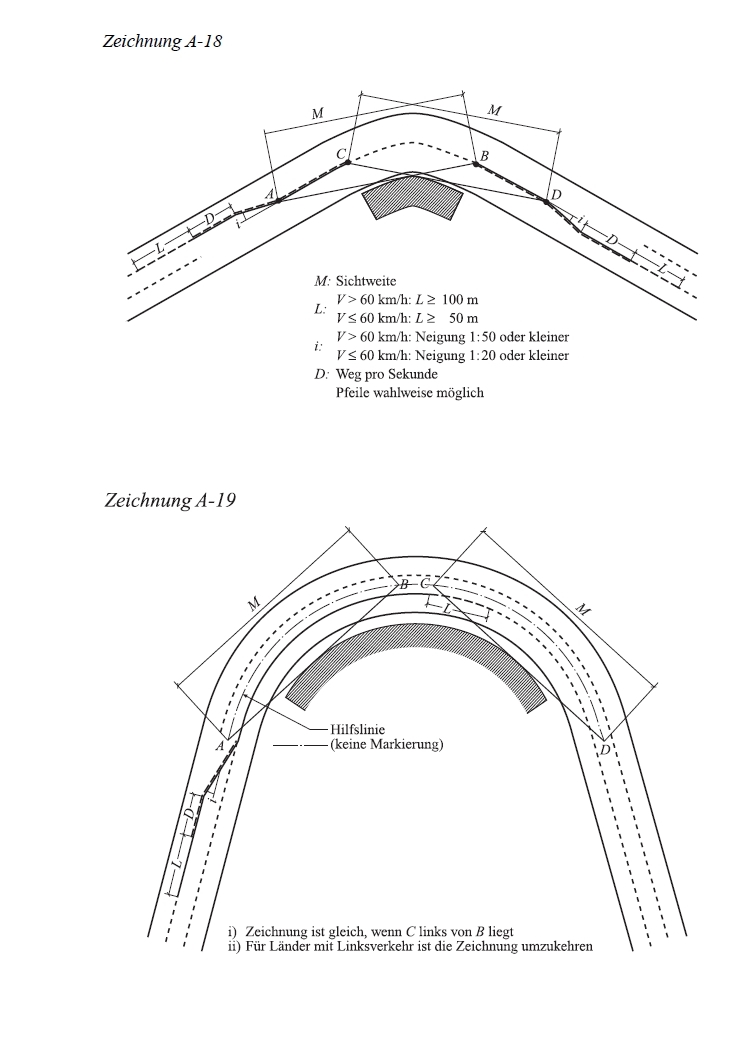 Zeichnung A-18
M
M
C
B
A
D
D
i
L
i
D
L
M: Sichtweite
L: V > 60 km/h: L ≥ 100 m
V ≤ 60 km/h: L ≥ 50 m
i: V > 60 km/h: Neigung 1:50 oder kleiner
V ≤ 60 km/h: Neigung 1:20 oder kleiner
D: Weg pro Sekunde
Pfeile wahlweise möglich
Zeichnung A-19
B C
M
L
M
Hilfslinie
A
(keine Markierung)
D
i
D
L
i) Zeichnung ist gleich, wenn C links von B liegt
ii) Für Länder mit Linksverkehr ist die Zeichnung umzukehren